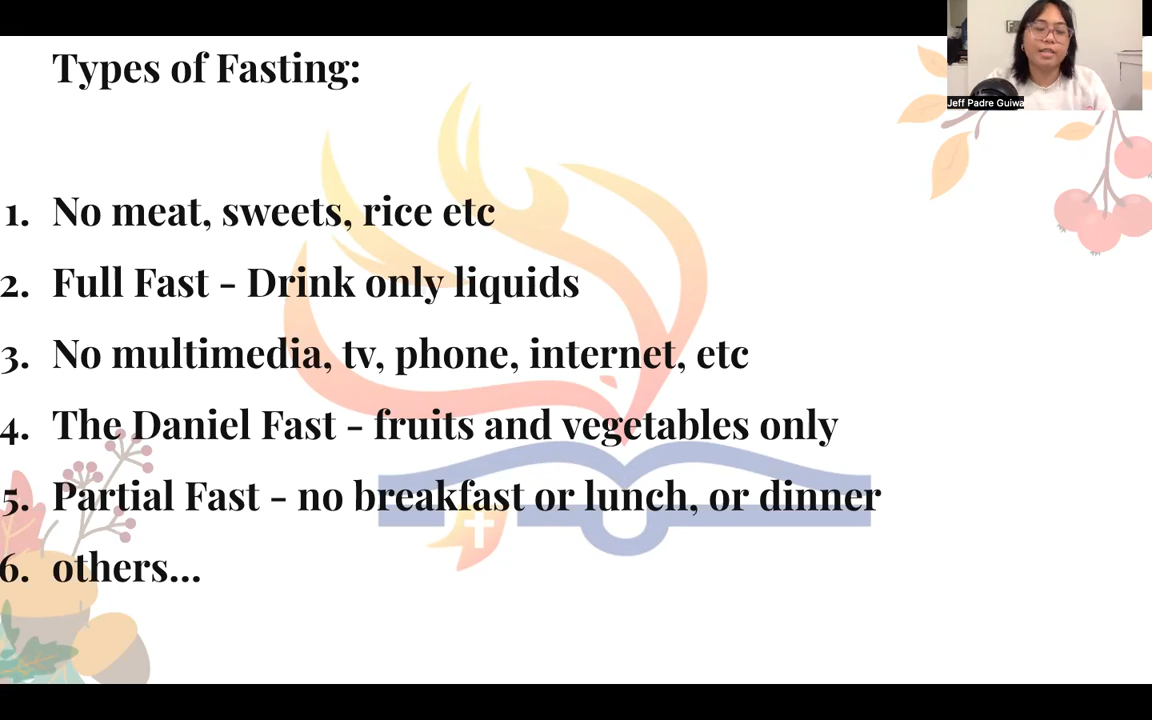 Types of Fasting:
Jeff Padre Guiwa
1. No meat, sweets, rice etc
2. Full Fast - Drink only liquids
3. No multimedia, tv, phone, internet, etc
4. The Daniel Fast - fruits and vegetables only
5. Partial Fast - no breakfast or lunch, or dinner
6. others...